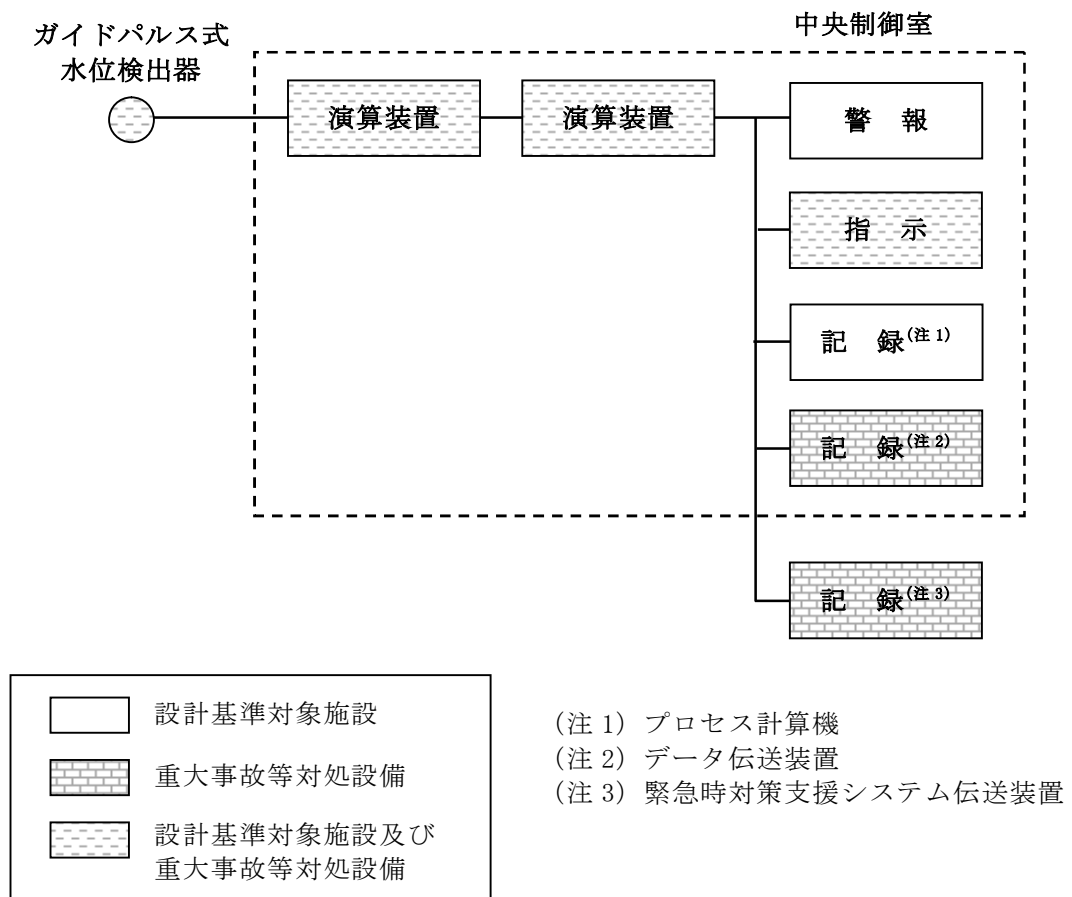 中央制御室
ガイドパルス式
水位検出器
演算装置
演算装置
警 報
指 示
記 録(注 1)
記 録(注 2)
記 録(注 3)
設計基準対象施設
重大事故等対処設備
設計基準対象施設及び
重大事故等対処設備
(注 1) プロセス計算機
(注 2) データ伝送装置
(注 3) 緊急時対策支援システム伝送装置